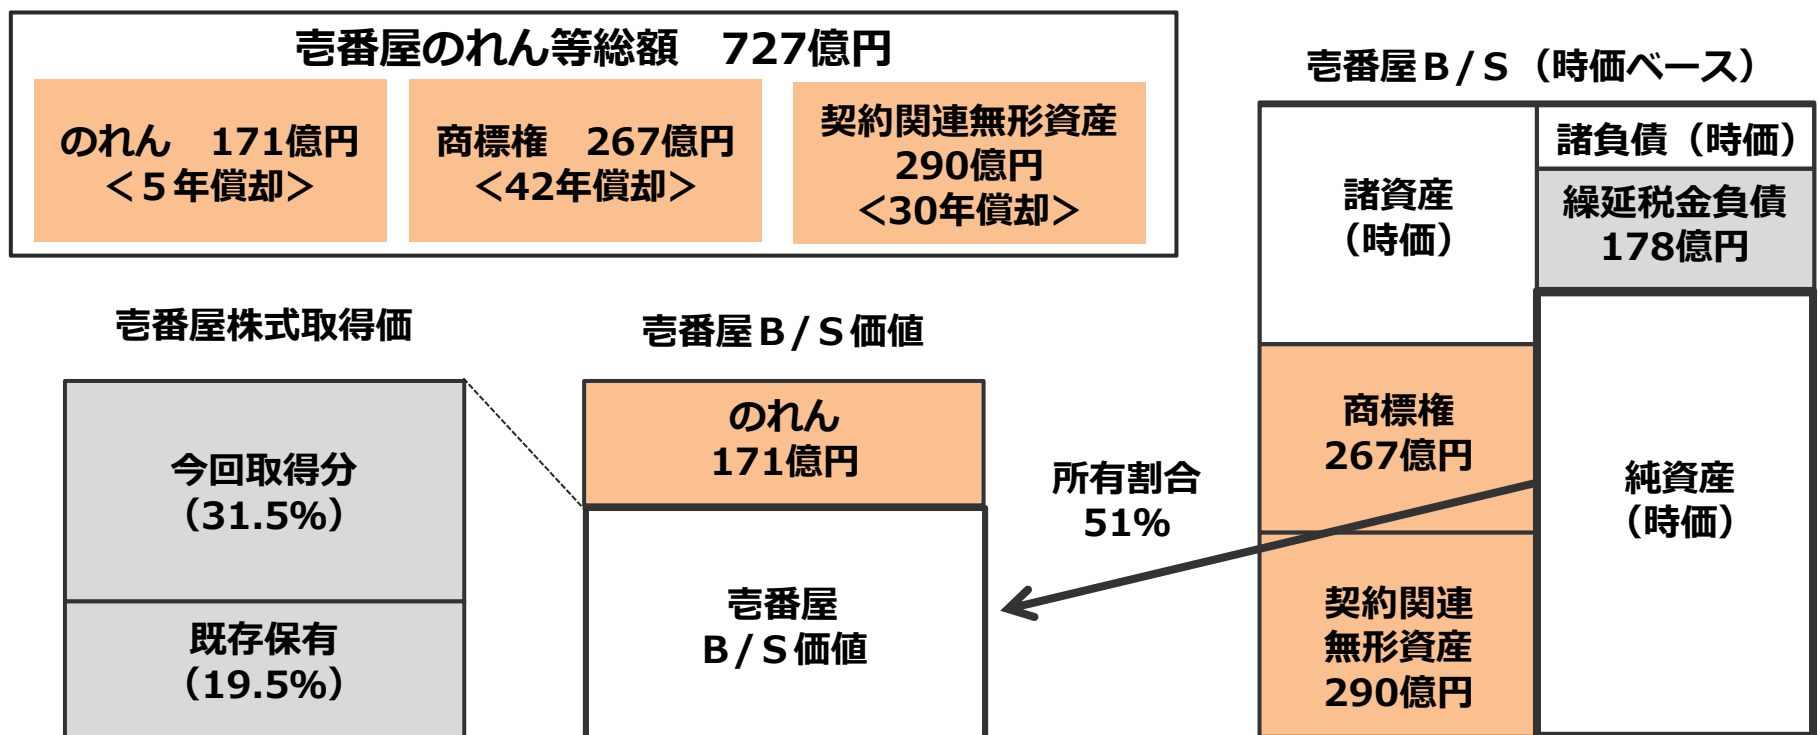 壱番屋のれん等総額　727億円
のれん　171億円
＜５年償却＞
商標権　267億円
＜42年償却＞
契約関連無形資産
290億円
＜30年償却＞
壱番屋株式取得価
今回取得分
（31.5%）
既存保有
（19.5%）
壱番屋Ｂ/Ｓ価値
のれん
171億円
壱番屋
Ｂ/Ｓ価値
所有割合
51%
壱番屋Ｂ/Ｓ（時価ベース）
諸資産
（時価）
商標権
267億円
契約関連
無形資産
290億円
諸負債（時価）
繰延税金負債
178億円
純資産
（時価）